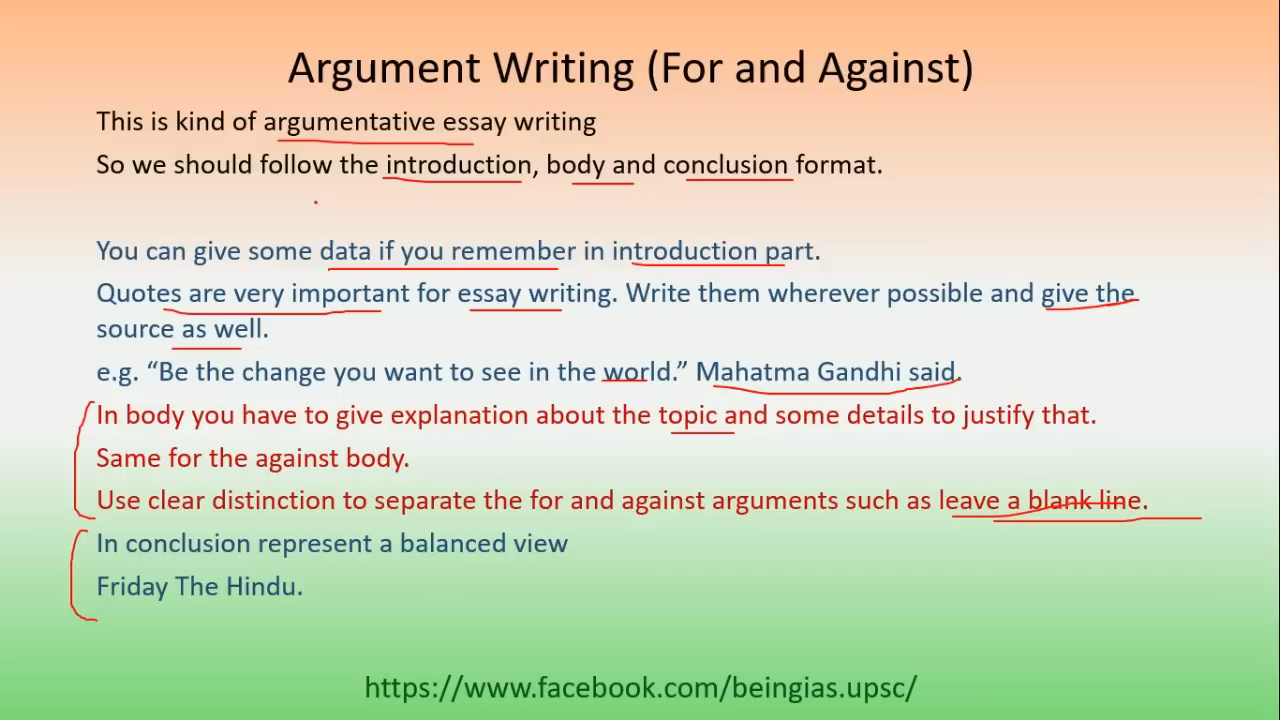 Argument Writing (For and Against)
This is kind of argumentative essay writing
So we should follow the introduction, body and conclusion format.
You can give some data if you remember in introduction part.
Quotes are very important for essay writing. Write them wherever possible and give the
source as well.
e.g. “Be the change you want to see in the world.” Mahatma Gandhi said.
In body you have to give explanation about the topic and some details to justify that.
Same for the against body.
Use clear distinction to separate the for and against arguments such as leave a blank line.
In conclusion represent a balanced view
Friday The Hindu.
https://www.facebook.com/beingias.upsc/